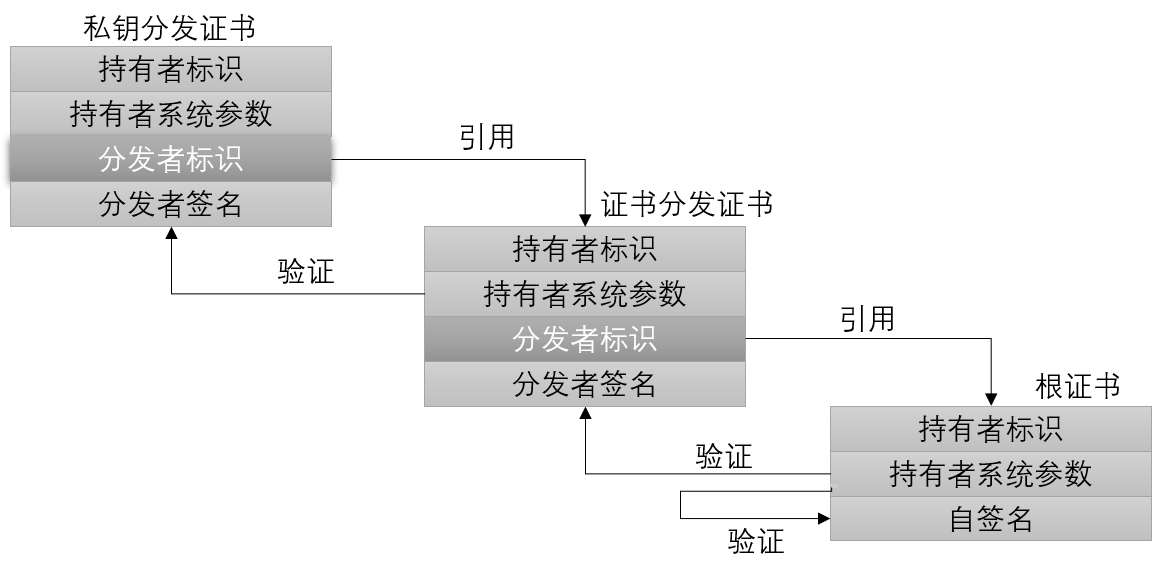 私钥分发证书
持有者标识
持有者系统参数
分发者标识
分发者签名
引用
验证
证书分发证书
持有者标识
持有者系统参数
分发者标识
分发者签名
引用
验证
根证书
持有者标识
持有者系统参数
自签名
验证